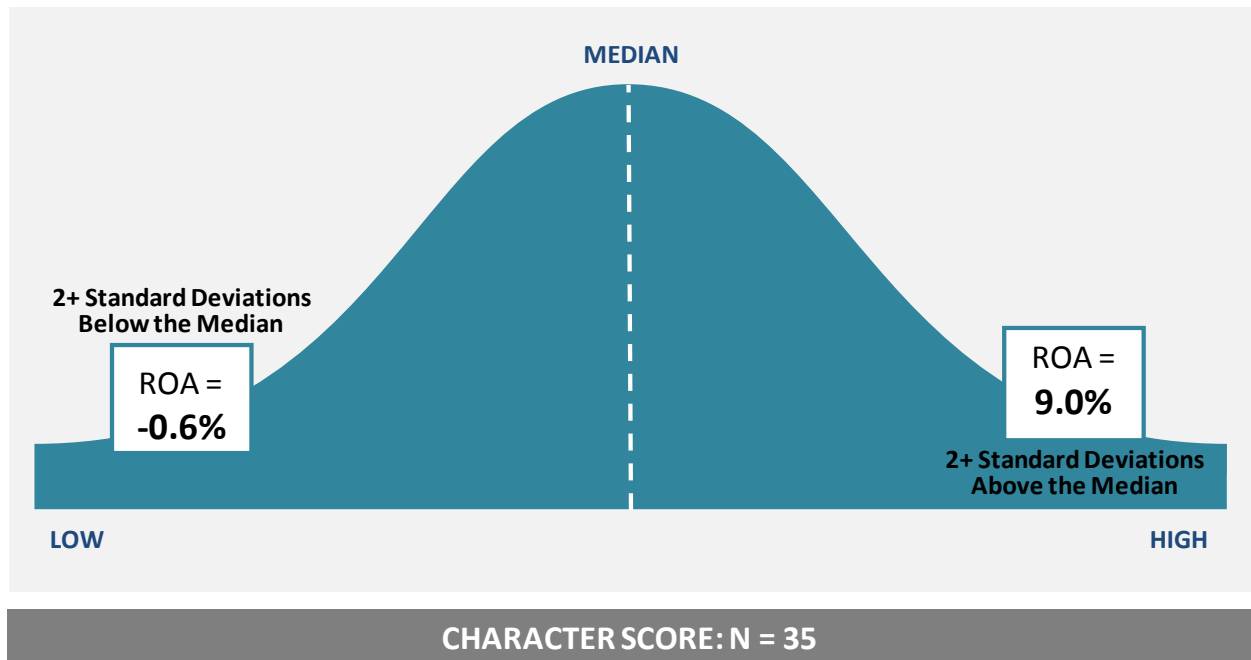 MEDIAN
2+ Standard Deviations
Below the Median
ROA =
-0.6%
ROA =
9.0%
2+ Standard Deviations
Above the Median
LOW
HIGH
CHARACTER SCORE: N = 35